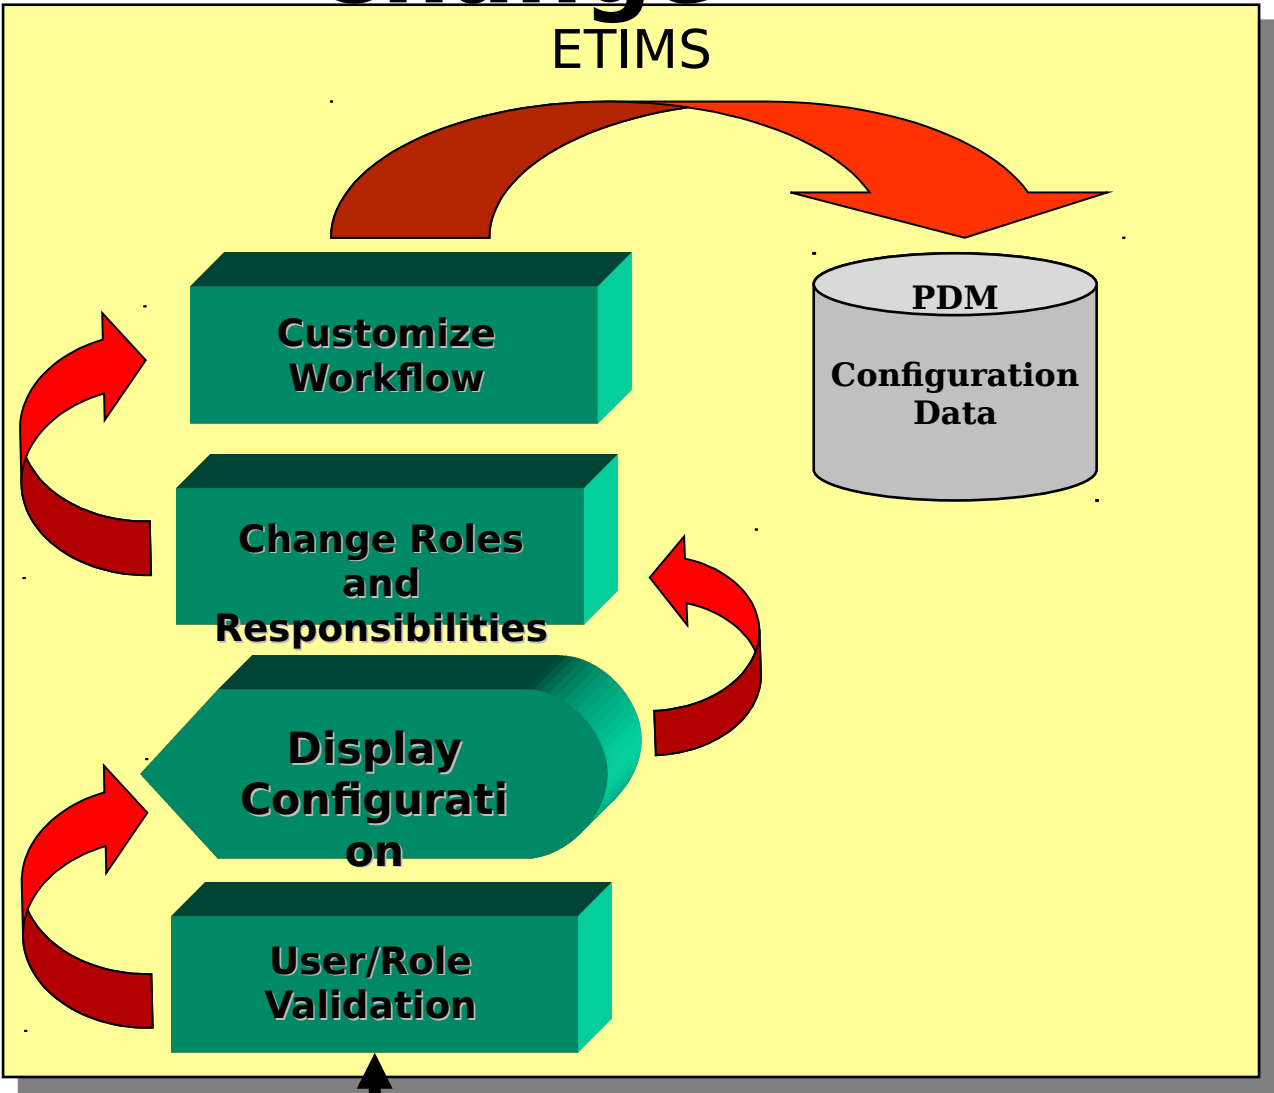 ETIMS
PDM
Configuration
Data
Customize
Workflow
Change Roles
and
Responsibilities
Display
Configurati
on
User/Role
Validation